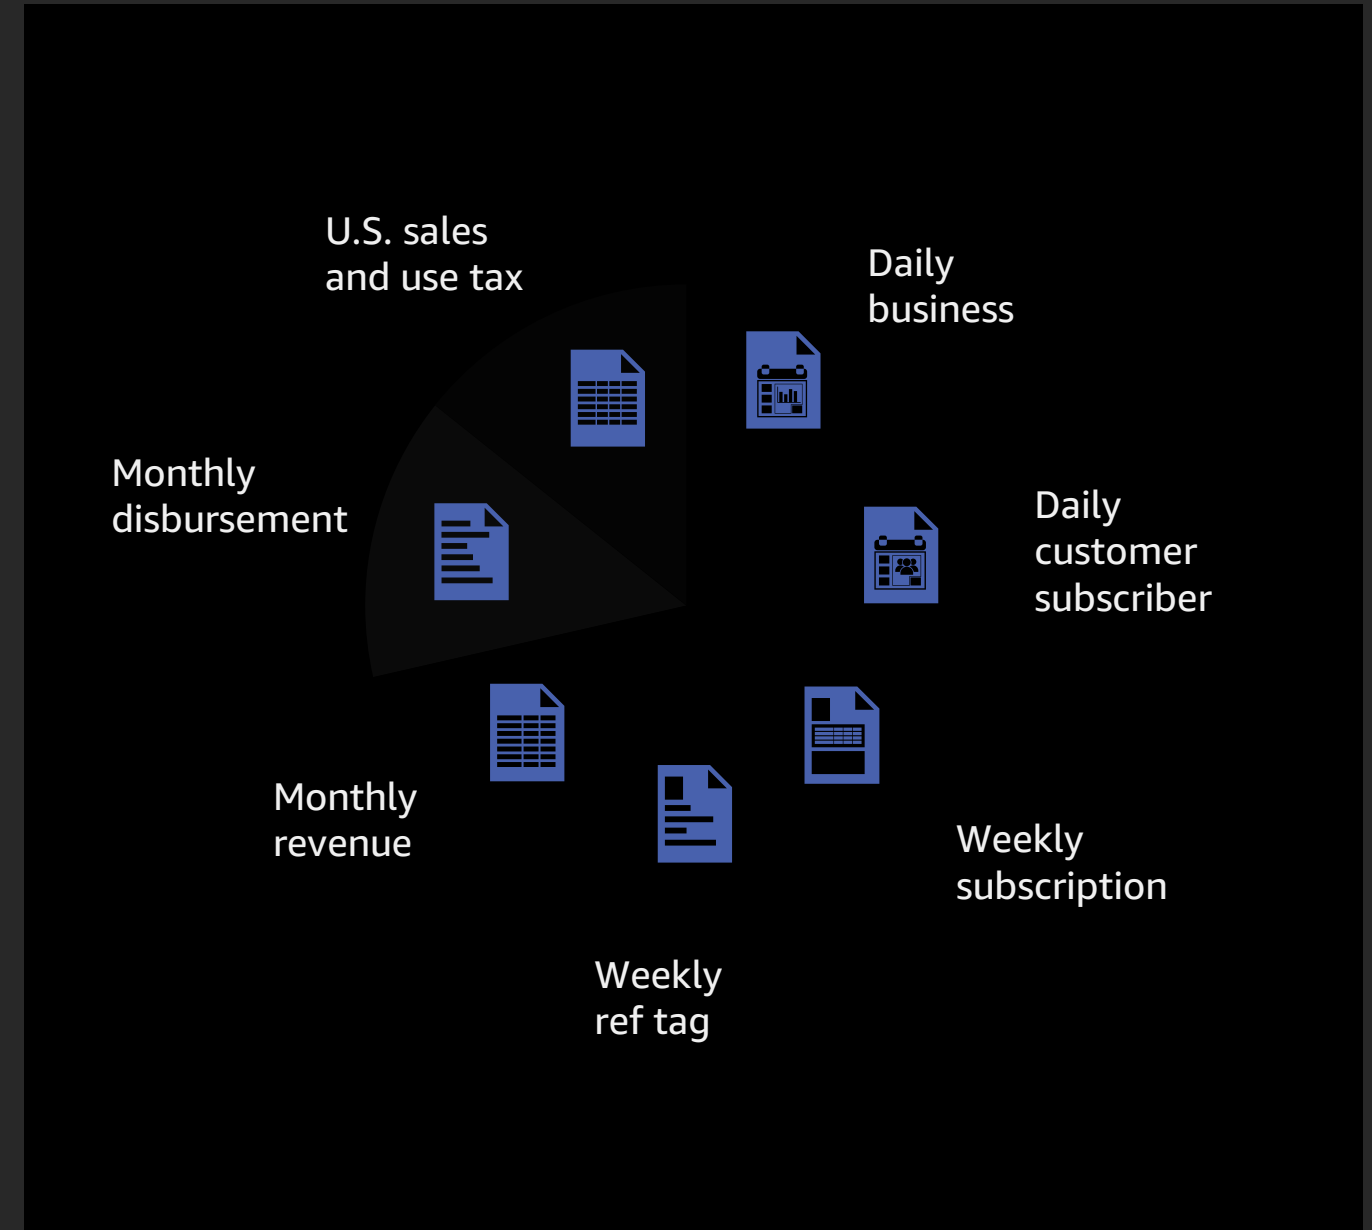 U.S. sales
and use tax
Daily
business
Monthly
disbursement
Daily
customer
subscriber
Monthly
revenue
Weekly
subscription
Weekly
ref tag